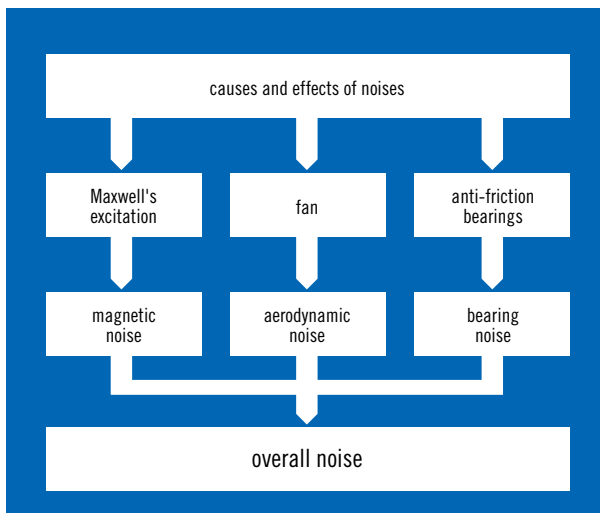 causes and effects of noises
Maxwell's
excitation
fan
anti-friction
bearings
magnetic
noise
aerodynamic
noise
bearing
noise
overall noise